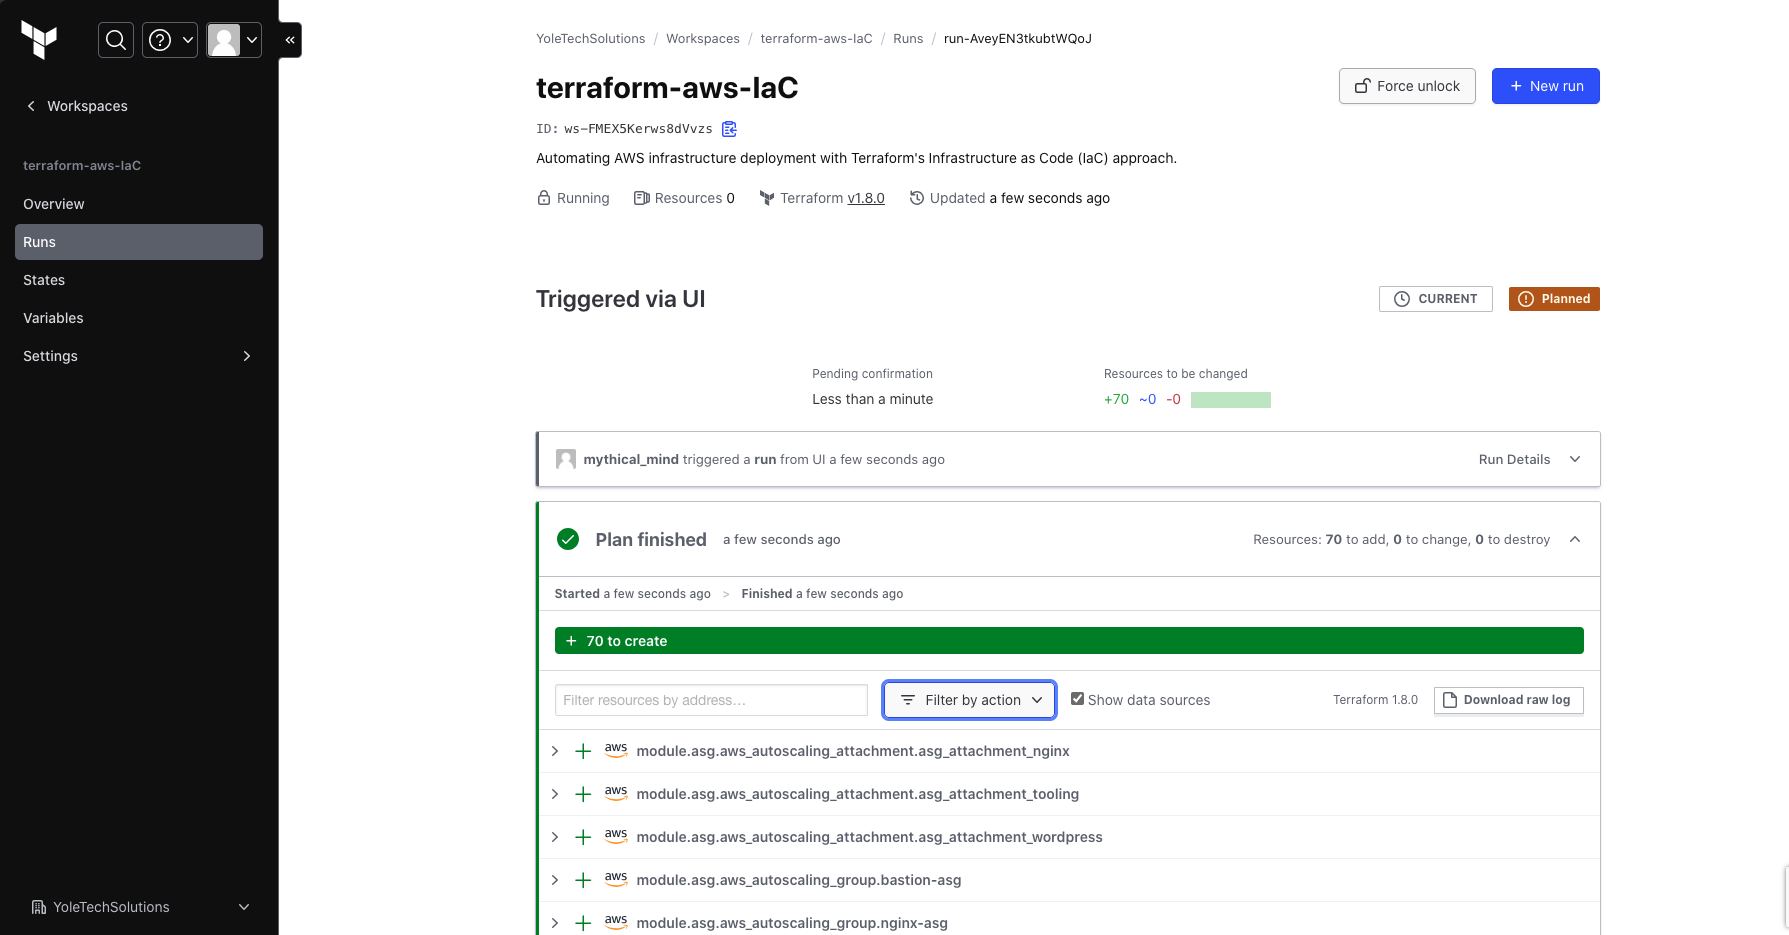 YoleTechSolutions / Workspaces / terraform-aws-IaC / Runs / run-AveyEN3tkubtWQoJ
terraform-aws-IaC
Force unlock
+ New run
ID: ws-FMEX5Kerws8dVvzs
Automating AWS infrastructure deployment with Terraform's Infrastructure as Code (IaC) approach.
Running Resources 0 Terraform v1.8.0 Updated a few seconds ago
Workspaces
terraform-aws-IaC
Overview
Runs
States
Variables
Settings
YoleTechSolutions
Triggered via UI
CURRENT
Planned
Pending confirmation
Less than a minute
Resources to be changed
+70 ~0 -0
mythical_mind triggered a run from UI a few seconds ago
Run Details
Plan finished a few seconds ago
Resources: 70 to add, 0 to change, 0 to destroy
Started a few seconds ago > Finished a few seconds ago
+ 70 to create
Filter resources by address...
Filter by action
Show data sources
Terraform 1.8.0
Download raw log
+ aws module.asg.aws_autoscaling_attachment.asg_attachment_nginx
+ aws module.asg.aws_autoscaling_attachment.asg_attachment_tooling
+ aws module.asg.aws_autoscaling_attachment.asg_attachment_wordpress
+ aws module.asg.aws_autoscaling_group.bastion-asg
+ aws module.asg.aws_autoscaling_group.nginx-asg